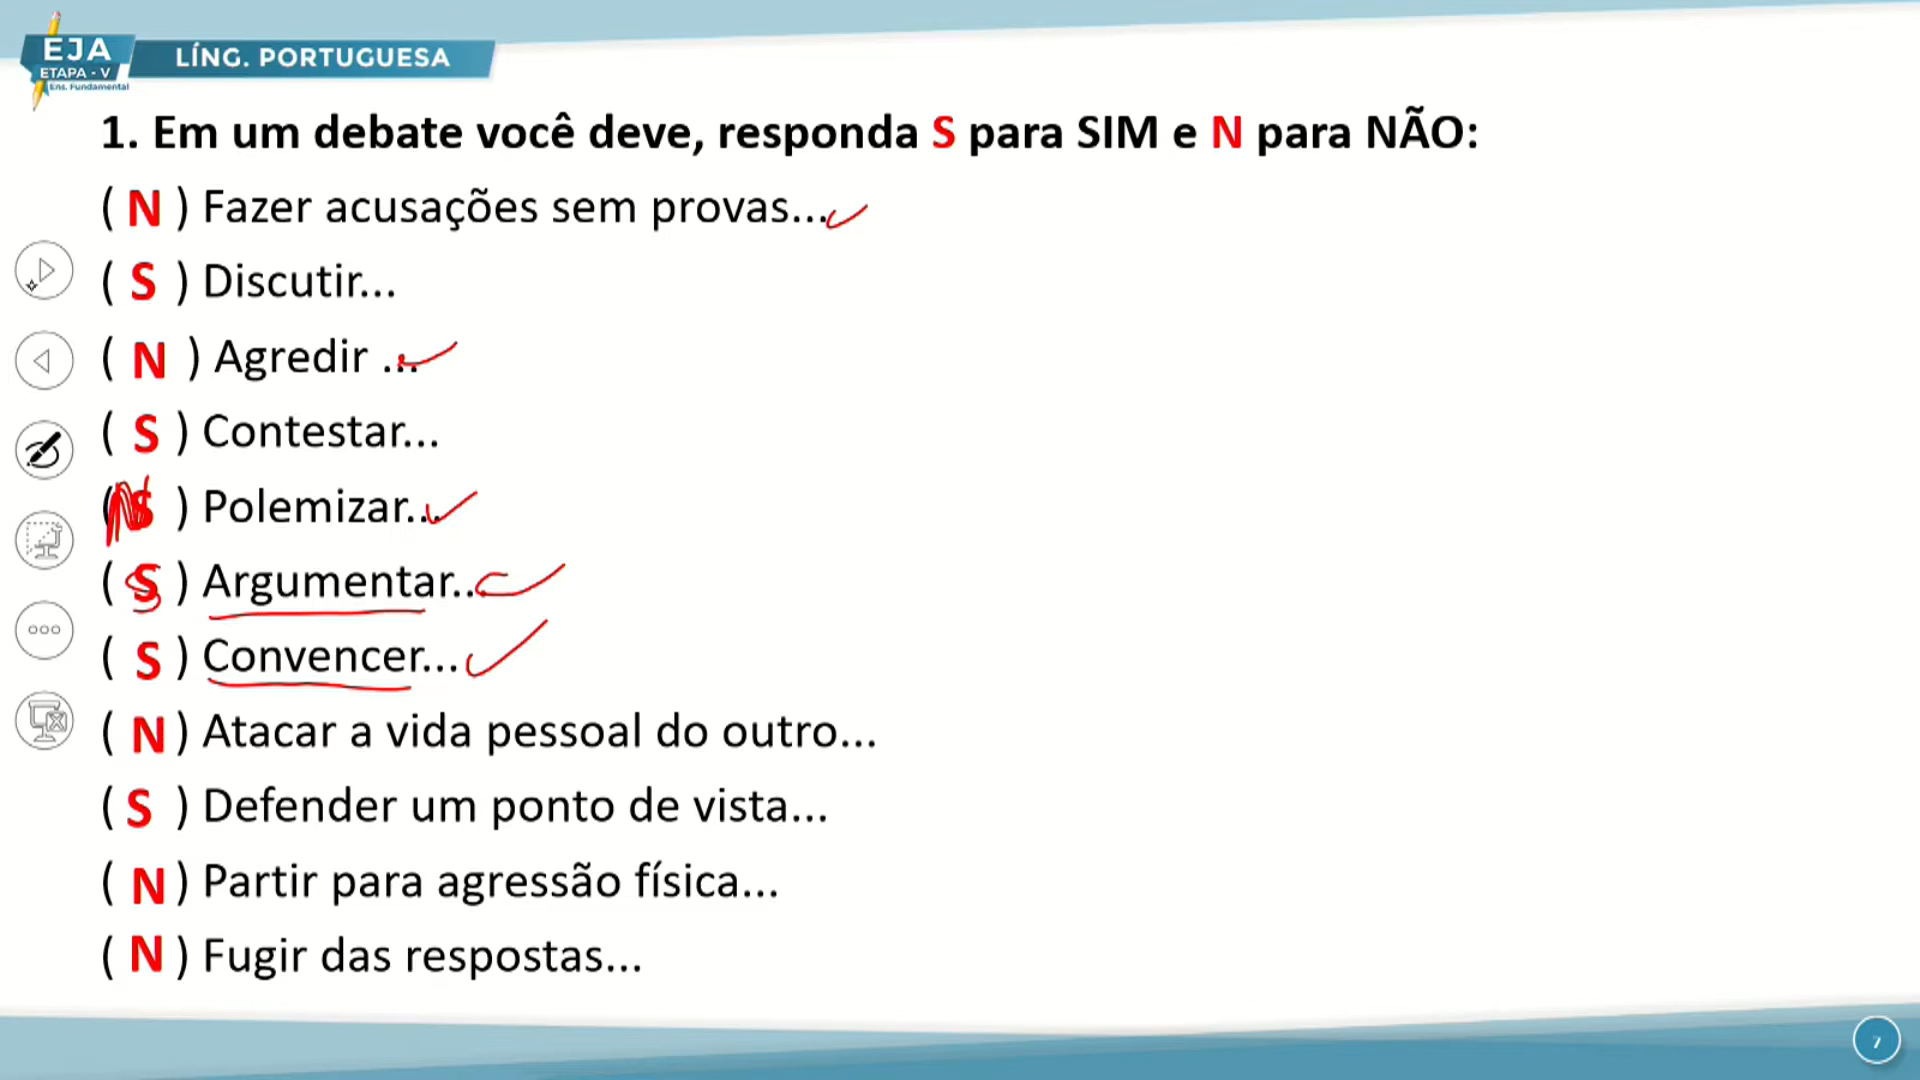 EJA
ETAPA - V
Ens. Fundamental
LÍNG. PORTUGUESA
1. Em um debate você deve, responda S para SIM e N para NÃO:
( N ) Fazer acusações sem provas...
( S ) Discutir...
( N ) Agredir ...
( S ) Contestar...
( N ) Polemizar...
( S ) Argumentar...
( S ) Convencer...
( N ) Atacar a vida pessoal do outro...
( S ) Defender um ponto de vista...
( N ) Partir para agressão física...
( N ) Fugir das respostas...
7